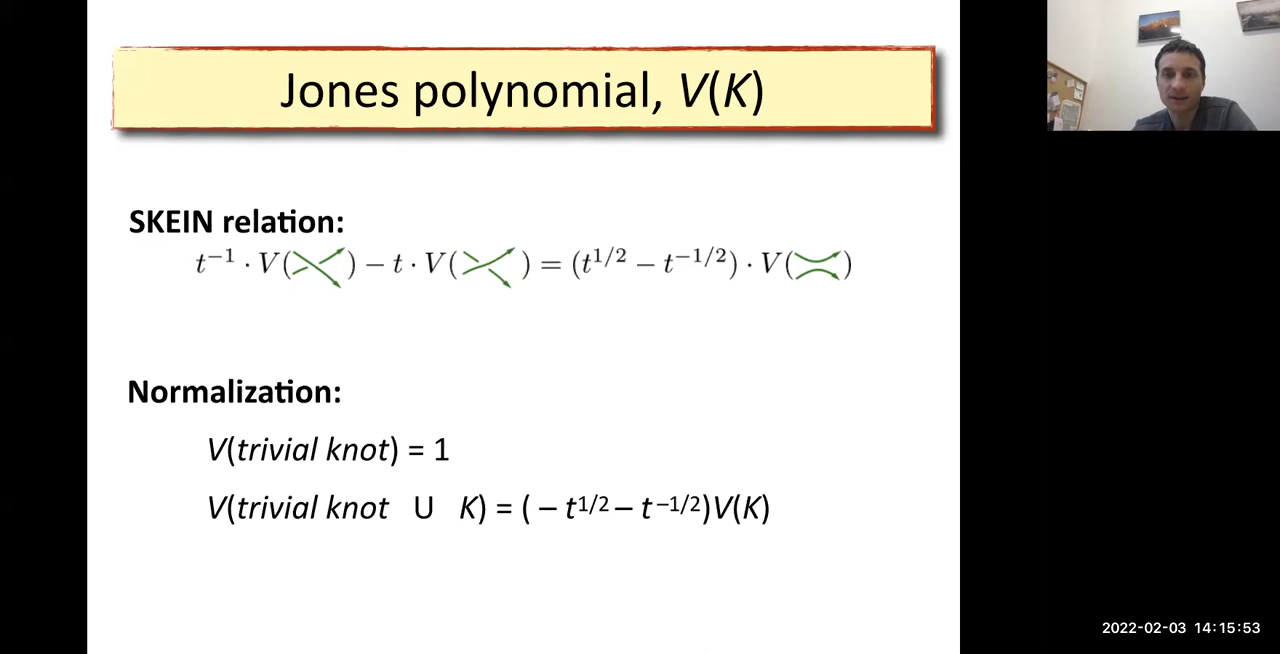 Jones polynomial, V(K)
SKEIN relation:
t⁻¹ · V( ) − t · V( ) = (t^{1/2} − t^{−1/2}) · V( )
Normalization:
V(trivial knot) = 1
V(trivial knot U K) = ( – t^{1/2} – t^{–1/2})V(K)
2022-02-03 14:15:53